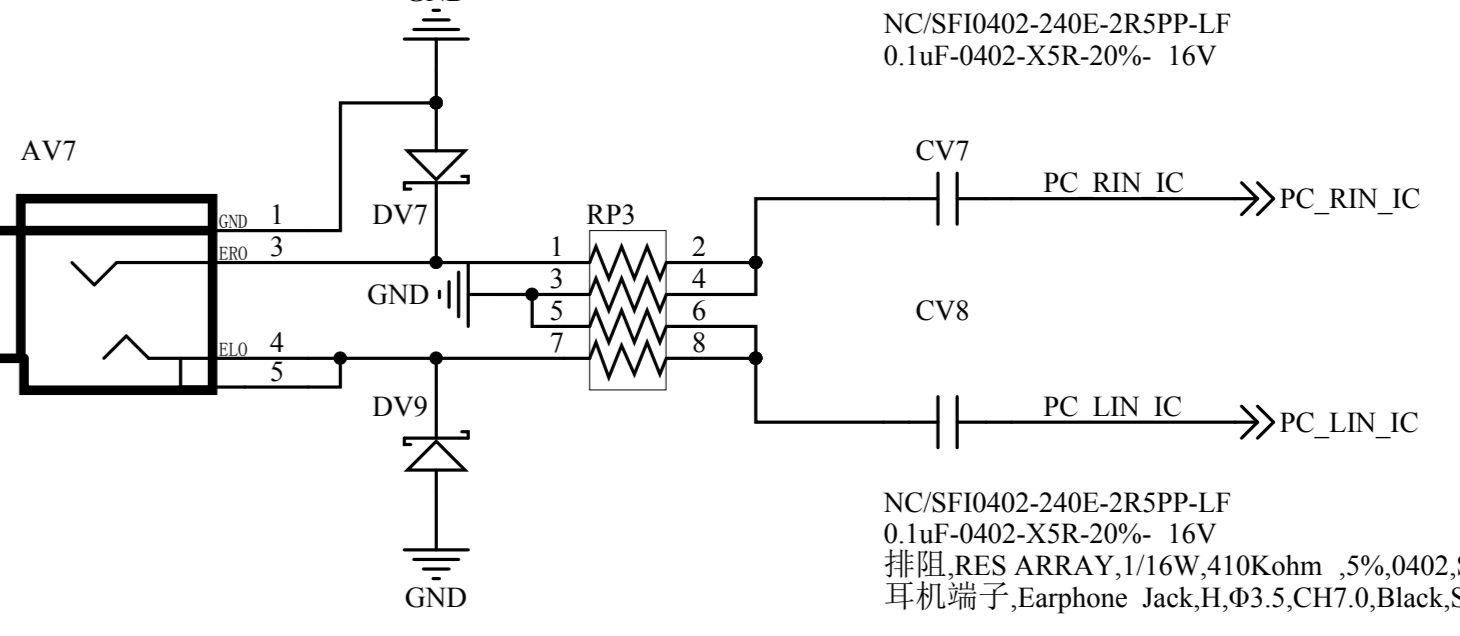 GND
NC/SFI0402-240E-2R5PP-LF
0.1uF-0402-X5R-20%- 16V
AV7
CV7
PC_RIN_IC
PC_RIN_IC
DV7
RP3
GND 1
ERO 3
1 2
GND
3 4
5 6
CV8
ELO 4
7 8
5
DV9
PC_LIN_IC
PC_LIN_IC
NC/SFI0402-240E-2R5PP-LF
0.1uF-0402-X5R-20%- 16V
排阻,RES ARRAY,1/16W,410Kohm ,5%,0402,S
耳机端子,Earphone Jack,H,Φ3.5,CH7.0,Black,S
GND